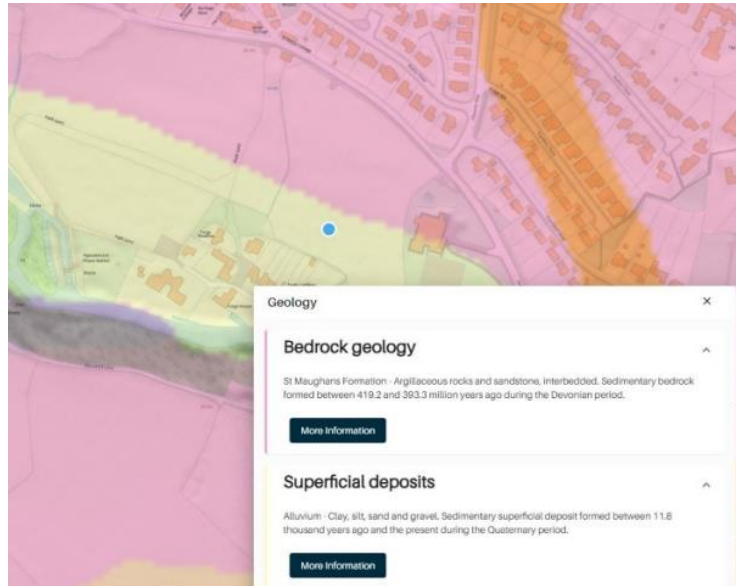 Geology
Bedrock geology
St Maughans Formation - Argillaceous rocks and sandstone, interbedded. Sedimentary bedrock
formed between 419.2 and 393.3 million years ago during the Devonian period.
More Information
Superficial deposits
Alluvium - Clay, silt, sand and gravel. Sedimentary superficial deposit formed between 11.8
thousand years ago and the present during the Quaternary period.
More Information